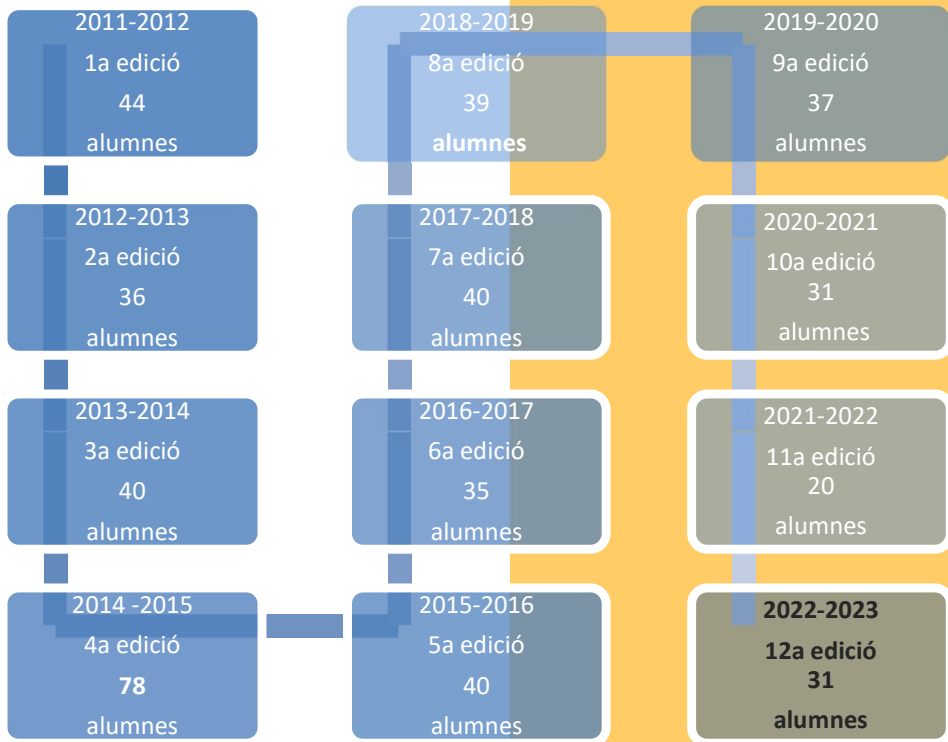 2011-2012
1a edició
44
alumnes
2012-2013
2a edició
36
alumnes
2013-2014
3a edició
40
alumnes
2014 -2015
4a edició
78
alumnes
2015-2016
5a edició
40
alumnes
2016-2017
6a edició
35
alumnes
2017-2018
7a edició
40
alumnes
2018-2019
8a edició
39
alumnes
2019-2020
9a edició
37
alumnes
2020-2021
10a edició
31
alumnes
2021-2022
11a edició
20
alumnes
2022-2023
12a edició
31
alumnes